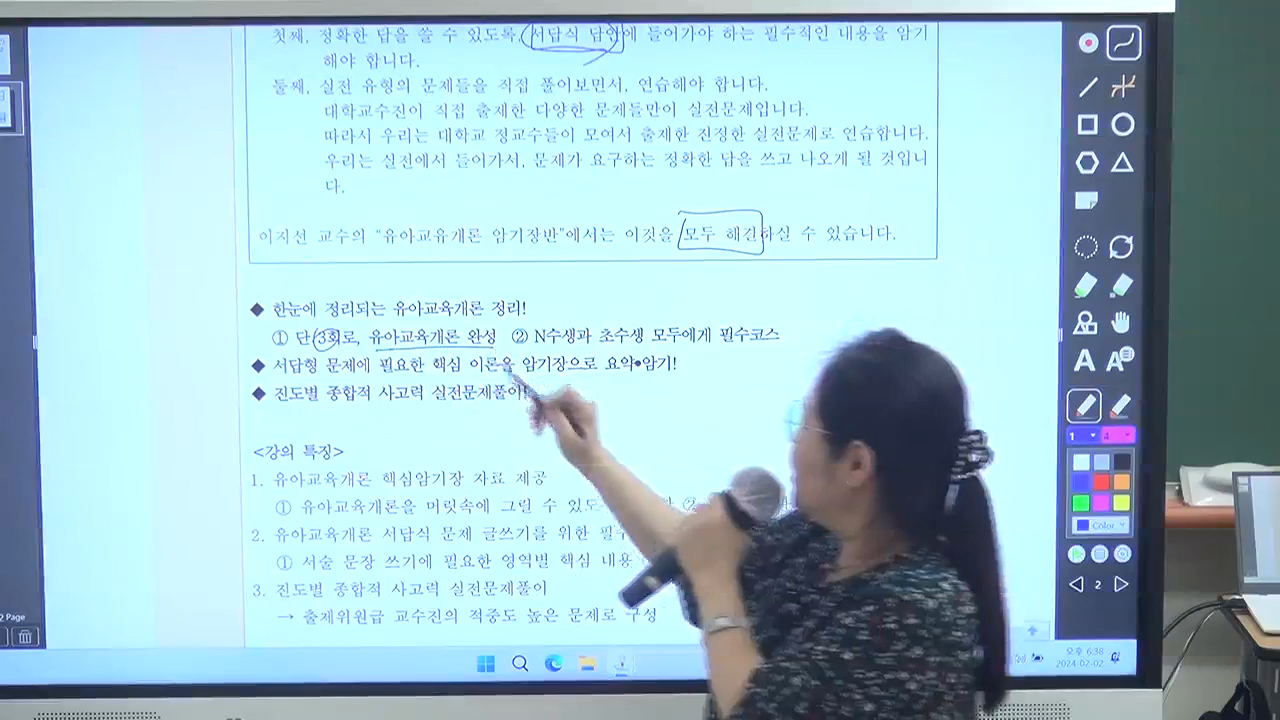 첫째, 정확한 답을 쓸 수 있도록, 서답식 답안에 들어가야 하는 필수적인 내용을 암기
해야 합니다.
둘째, 실전 유형의 문제들을 직접 풀이보면서, 연습해야 합니다.
대학교수진이 직접 출제한 다양한 문제들만이 실전문제입니다.
따라시 우리는 대학교 정교수들이 모여서 출제한 진정한 실전문제로 연습합니다.
우리는 실전에서 들어가서, 문제가 요구하는 정확한 답을 쓰고 나오게 될 것입니
다.
이지선 교수의 "유아교육개론 암기장반"에서는 이것을 모두 해결하실 수 있습니다.
◆ 한눈에 정리되는 유아교육개론 정리!
① 단 3회로, 유아교육개론 완성 ② N수생과 초수생 모두에게 필수코스
◆ 서답형 문제에 필요한 핵심 이론을 암기장으로 요약•암기!
◆ 진도별 종합적 사고력 실전문제풀이!
<강의 특징>
1. 유아교육개론 핵심암기장 자료 제공
① 유아교육개론을 머릿속에 그릴 수 있도
2. 유아교육개론 서답식 문제 글쓰기를 위한 필수
① 서술 문장 쓰기에 필요한 영역별 핵심 내용
3. 진도별 종합적 사고력 실전문제풀이
→ 출제위원급 교수진의 적중도 높은 문제로 구성
1 4
Color
2
2 Page
오후 6:38
2024-02-02